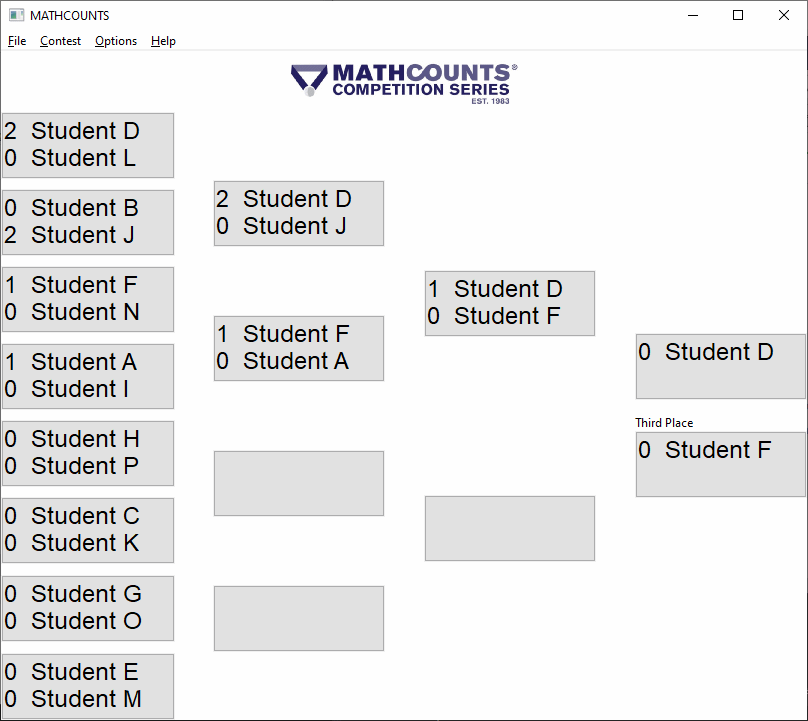 MATHCOUNTS
File Contest Options Help
MATHCOUNTS®
COMPETITION SERIES
EST. 1983
2 Student D
0 Student L
0 Student B
2 Student J
1 Student F
0 Student N
1 Student A
0 Student I
0 Student H
0 Student P
0 Student C
0 Student K
0 Student G
0 Student O
0 Student E
0 Student M
2 Student D
0 Student J
1 Student F
0 Student A
1 Student D
0 Student F
0 Student D
Third Place
0 Student F